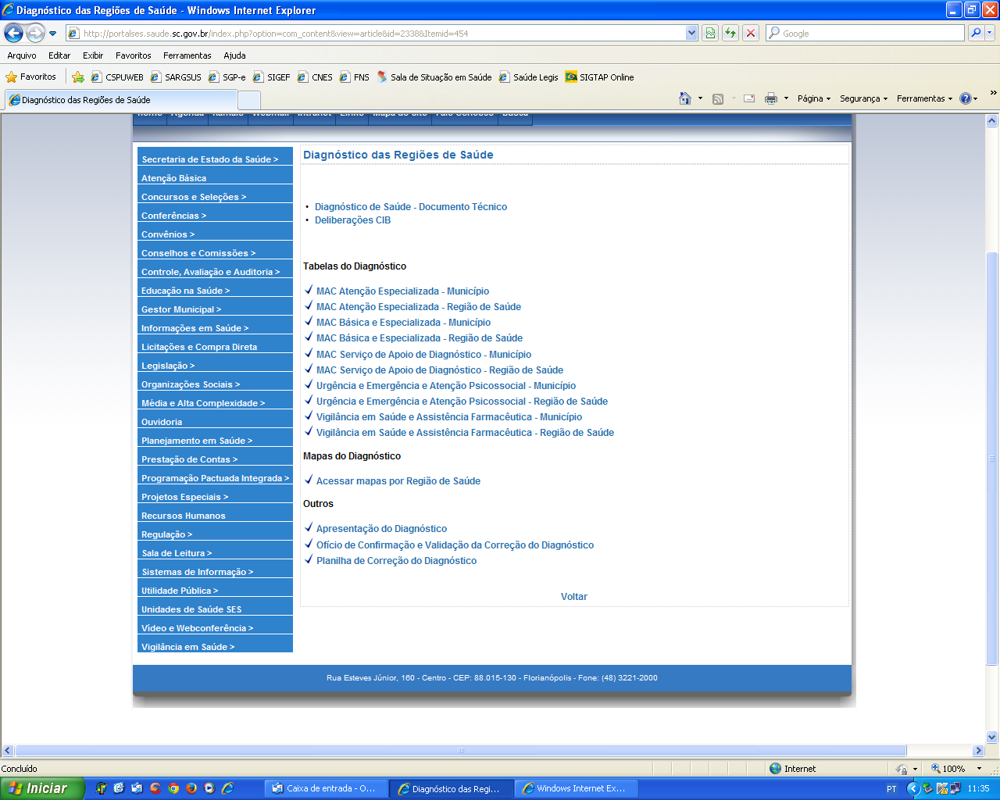 Diagnóstico das Regiões de Saúde - Windows Internet Explorer
http://portalses.saude.sc.gov.br/index.php?option=com_content&view=article&id=2338&Itemid=454
Google
Arquivo Editar Exibir Favoritos Ferramentas Ajuda
Favoritos CSPUWEB SARGSUS SGP-e SIGEF CNES FNS Sala de Situação em Saúde Saúde Legis SIGTAP Online
Diagnóstico das Regiões de Saúde
Página Segurança Ferramentas »
Home Agenda Ramais Webmail Intranet Links Mapa do Site Fale Conosco Busca
Secretaria de Estado da Saúde >
Atenção Básica
Concursos e Seleções >
Conferências >
Convênios >
Conselhos e Comissões >
Controle, Avaliação e Auditoria >
Educação na Saúde >
Gestor Municipal >
Informações em Saúde >
Licitações e Compra Direta
Legislação >
Organizações Sociais >
Média e Alta Complexidade >
Ouvidoria
Planejamento em Saúde >
Prestação de Contas >
Programação Pactuada Integrada >
Projetos Especiais >
Recursos Humanos
Regulação >
Sala de Leitura >
Sistemas de Informação >
Utilidade Pública >
Unidades de Saúde SES
Vídeo e Webconferência >
Vigilância em Saúde >
Diagnóstico das Regiões de Saúde
• Diagnóstico de Saúde - Documento Técnico
• Deliberações CIB
Tabelas do Diagnóstico
MAC Atenção Especializada - Município
MAC Atenção Especializada - Região de Saúde
MAC Básica e Especializada - Município
MAC Básica e Especializada - Região de Saúde
MAC Serviço de Apoio de Diagnóstico - Município
MAC Serviço de Apoio de Diagnóstico - Região de Saúde
Urgência e Emergência e Atenção Psicossocial - Município
Urgência e Emergência e Atenção Psicossocial - Região de Saúde
Vigilância em Saúde e Assistência Farmacêutica - Município
Vigilância em Saúde e Assistência Farmacêutica - Região de Saúde
Mapas do Diagnóstico
Acessar mapas por Região de Saúde
Outros
Apresentação do Diagnóstico
Ofício de Confirmação e Validação da Correção do Diagnóstico
Planilha de Correção do Diagnóstico
Voltar
Rua Esteves Júnior, 160 - Centro - CEP: 88.015-130 - Florianópolis - Fone: (48) 3221-2000
Concluído
Internet
100%
Iniciar
Caixa de entrada - O...
Diagnóstico das Regi...
Windows Internet Ex...
PT
11:35